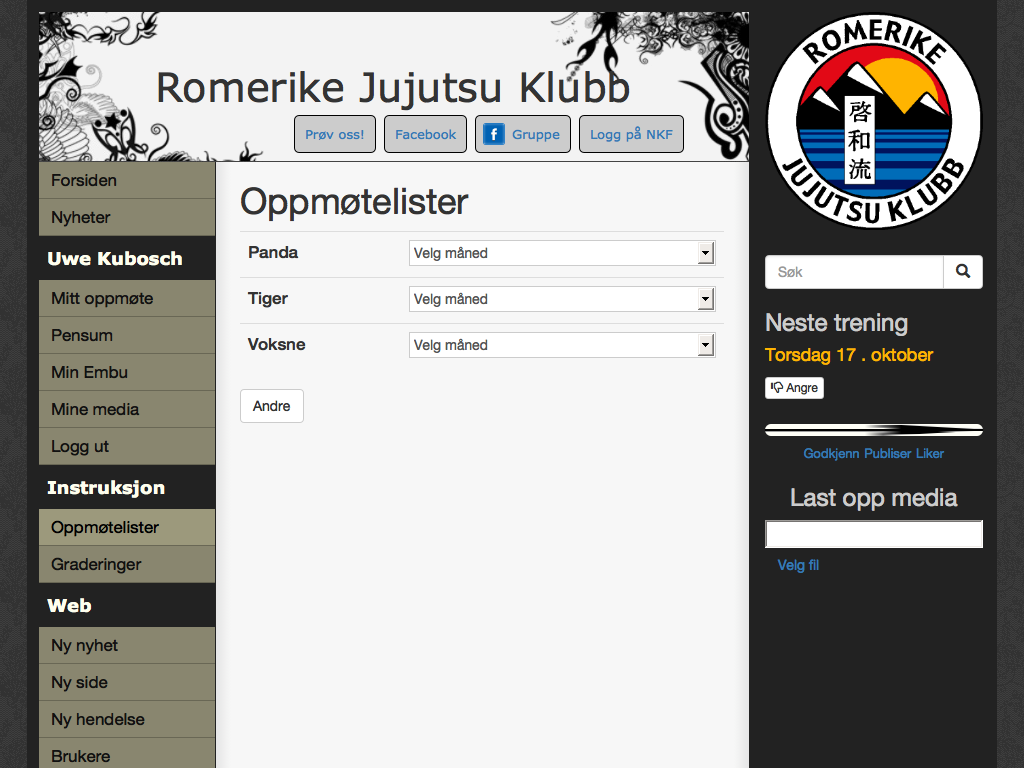 Romerike Jujutsu Klubb
Prøv oss!
Facebook
f Gruppe
Logg på NKF
ROMERIKE
啓
和
流
JUJUTSU KLUBB
Forsiden
Nyheter
Uwe Kubosch
Mitt oppmøte
Pensum
Min Embu
Mine media
Logg ut
Instruksjon
Oppmøtelister
Graderinger
Web
Ny nyhet
Ny side
Ny hendelse
Brukere
Oppmøtelister
Panda
Velg måned
Tiger
Velg måned
Voksne
Velg måned
Andre
Søk
Neste trening
Torsdag 17 . oktober
Angre
Godkjenn Publiser Liker
Last opp media
Velg fil